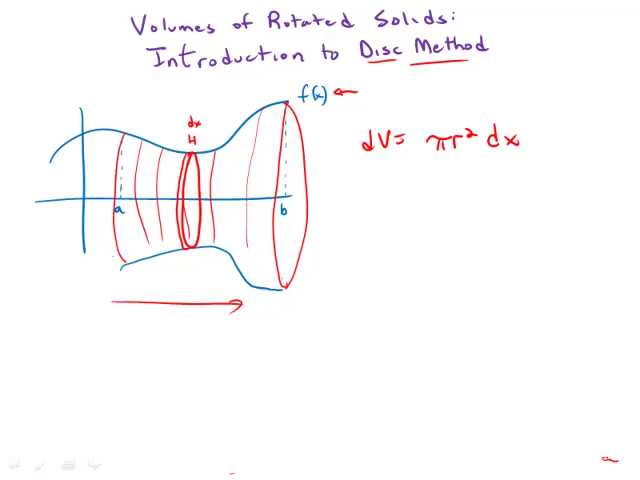 Volumes of Rotated Solids:
Introduction to Disc Method
f(x)
dx
H
dV= πr² dx
a
b